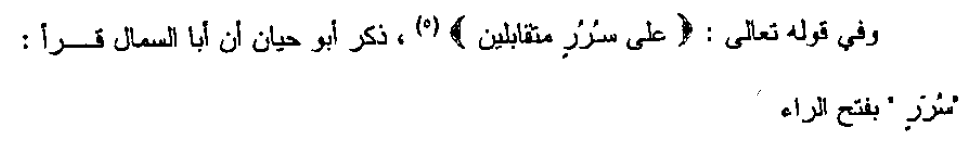 وفي قوله تعالى : ﴿ على سُرُرٍ متقابلين ﴾ (٥) ، ذكر أبو حيان أن أبا السمال قـــرأ :
"سُرَرٍ " بفتح الراء